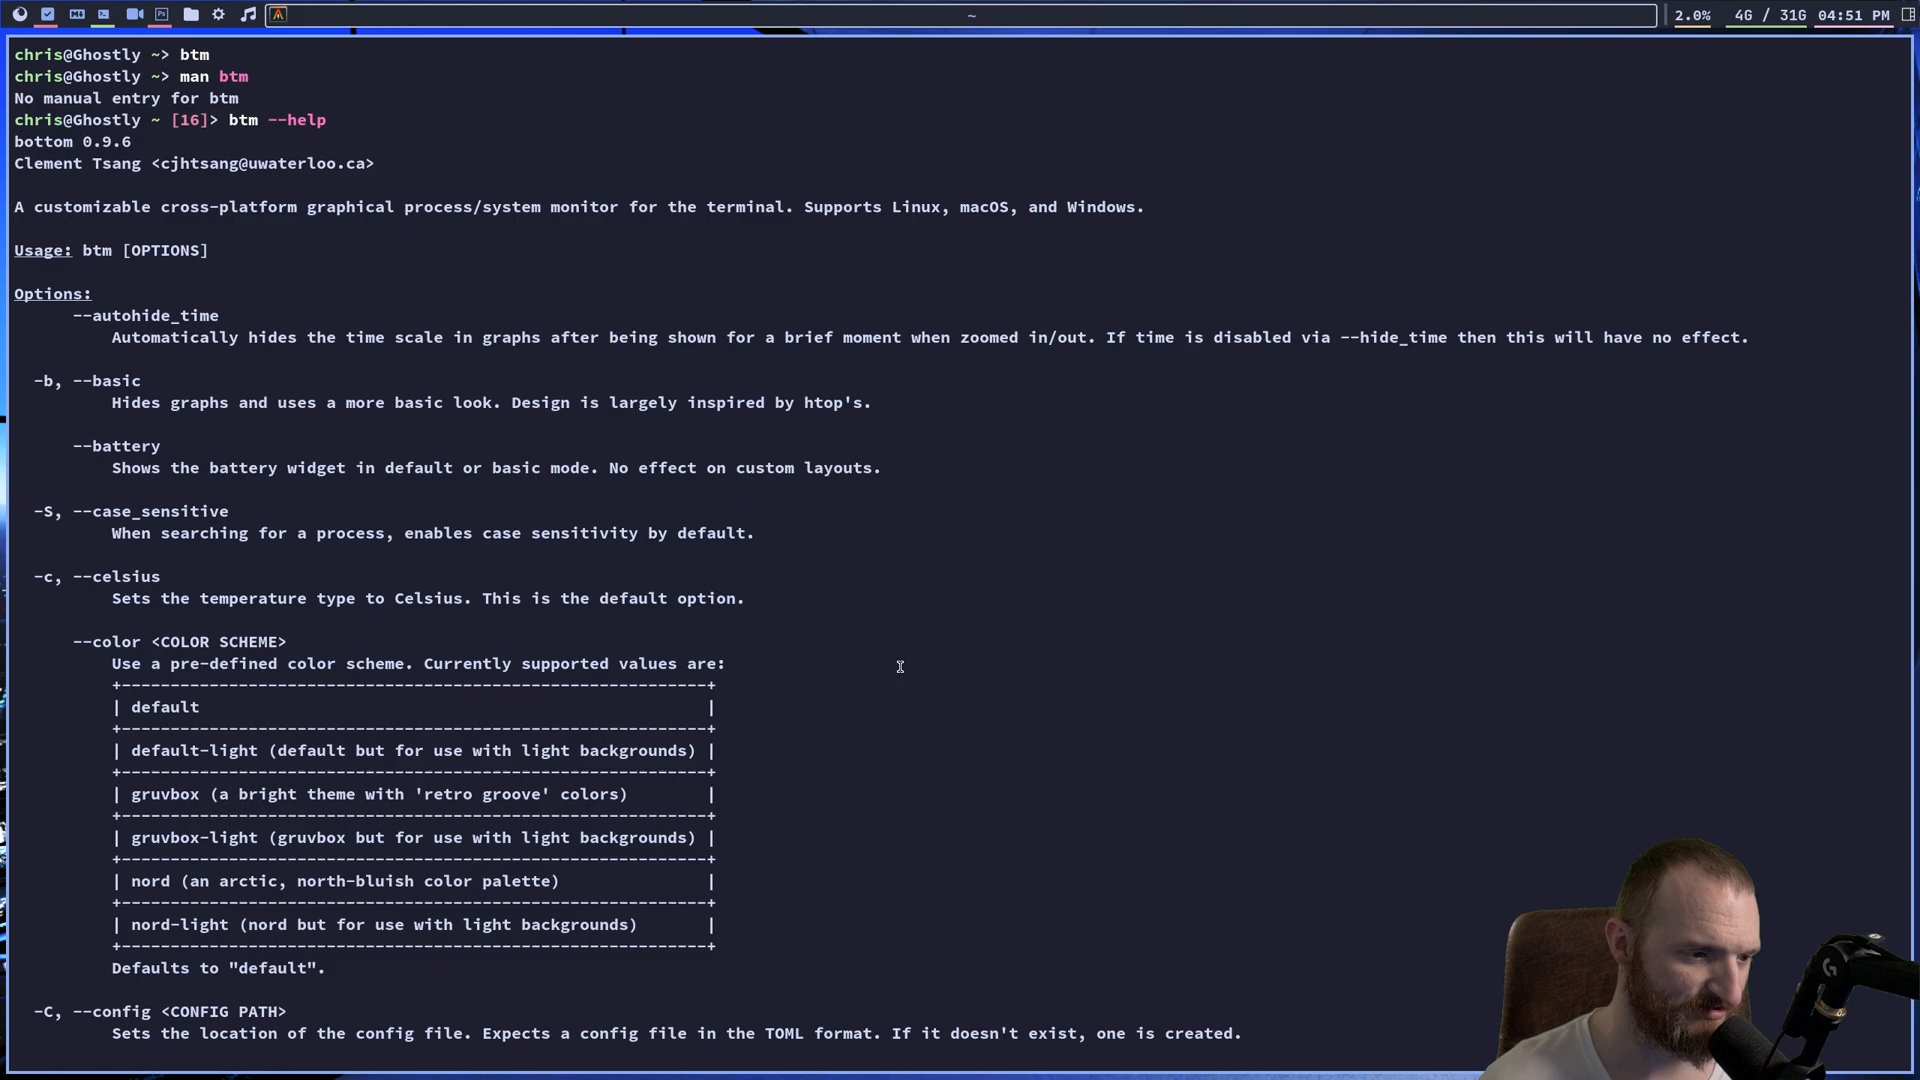 ~
2.0%
4G / 31G
04:51 PM
chris@Ghostly ~> btm
chris@Ghostly ~> man btm
No manual entry for btm
chris@Ghostly ~ [16]> btm --help
bottom 0.9.6
Clement Tsang <cjhtsang@uwaterloo.ca>
A customizable cross-platform graphical process/system monitor for the terminal. Supports Linux, macOS, and Windows.
Usage: btm [OPTIONS]
Options:
--autohide_time
Automatically hides the time scale in graphs after being shown for a brief moment when zoomed in/out. If time is disabled via --hide_time then this will have no effect.
-b, --basic
Hides graphs and uses a more basic look. Design is largely inspired by htop's.
--battery
Shows the battery widget in default or basic mode. No effect on custom layouts.
-S, --case_sensitive
When searching for a process, enables case sensitivity by default.
-c, --celsius
Sets the temperature type to Celsius. This is the default option.
--color <COLOR SCHEME>
Use a pre-defined color scheme. Currently supported values are:
+------------------------------------------------------------+
| default                                                    |
+------------------------------------------------------------+
| default-light (default but for use with light backgrounds) |
+------------------------------------------------------------+
| gruvbox (a bright theme with 'retro groove' colors)        |
+------------------------------------------------------------+
| gruvbox-light (gruvbox but for use with light backgrounds) |
+------------------------------------------------------------+
| nord (an arctic, north-bluish color palette)               |
+------------------------------------------------------------+
| nord-light (nord but for use with light backgrounds)       |
+------------------------------------------------------------+
Defaults to "default".
-C, --config <CONFIG PATH>
Sets the location of the config file. Expects a config file in the TOML format. If it doesn't exist, one is created.